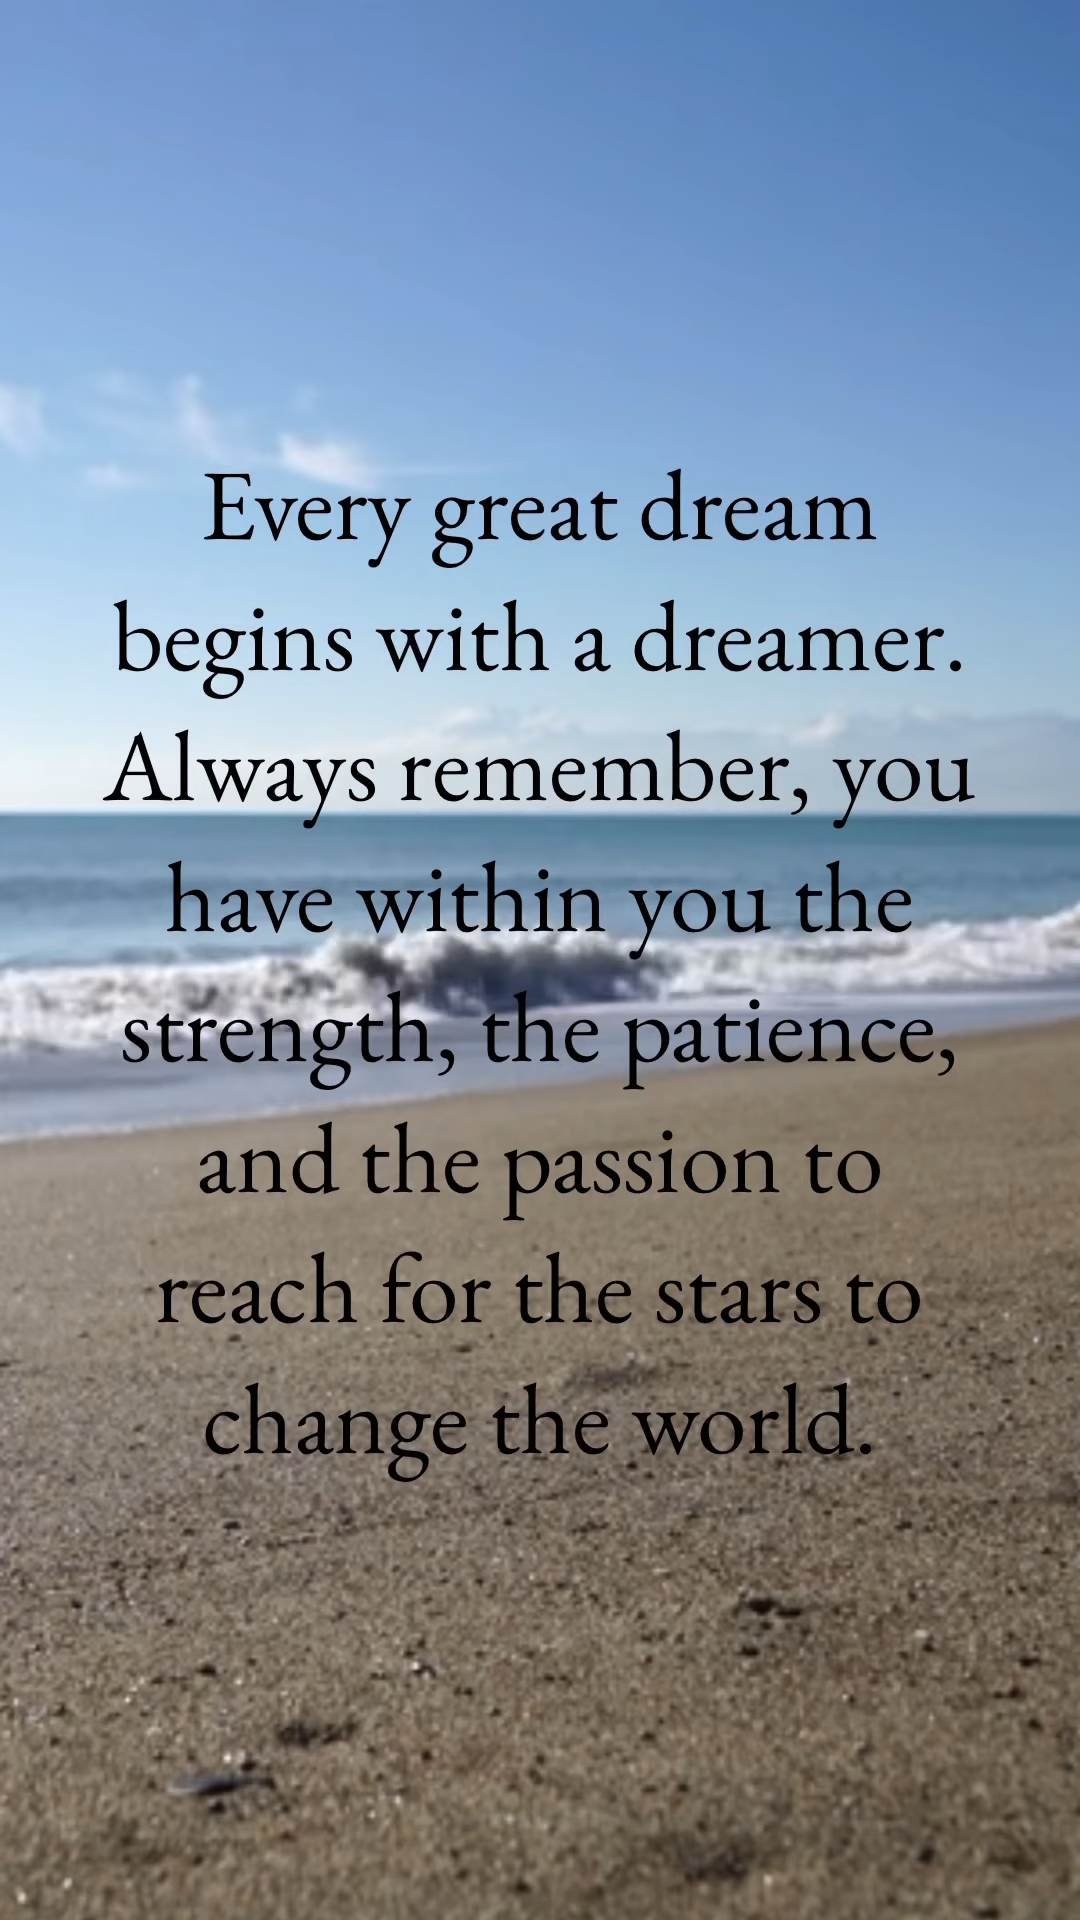 Every great dream
begins with a dreamer.
Always remember, you
have within you the
strength, the patience,
and the passion to
reach for the stars to
change the world.